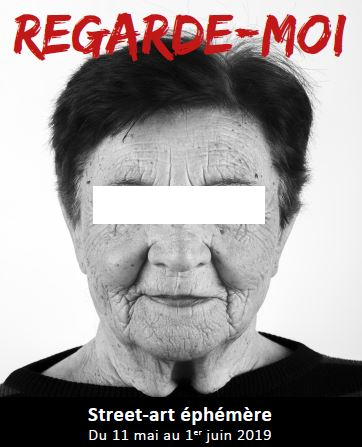 REGARDE-MOI
Street-art éphémère
Du 11 mai au 1er juin 2019